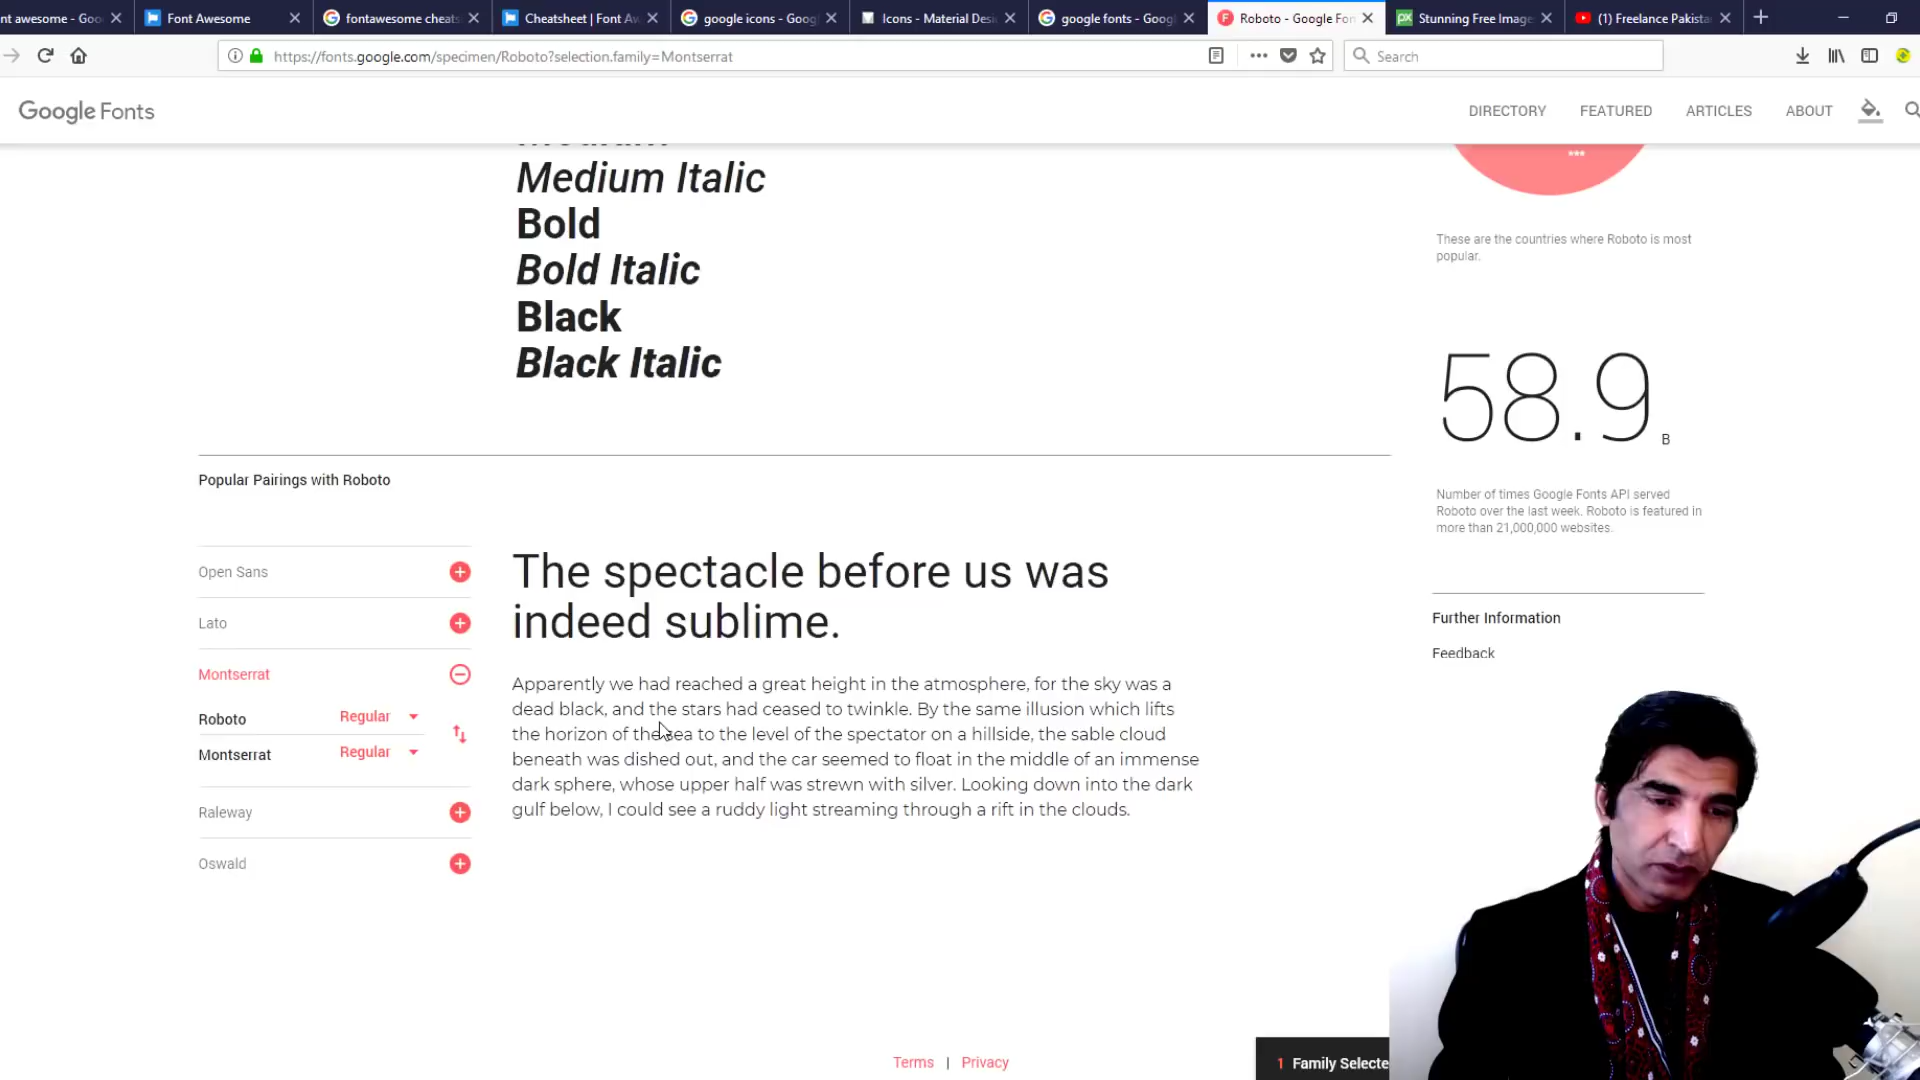 nt awesome - Goo
Font Awesome
fontawesome cheats
Cheatsheet | Font Aw
google icons - Goog
Icons - Material Desi
google fonts - Goog
Roboto - Google Fon
Stunning Free Image
(1) Freelance Pakista
https://fonts.google.com/specimen/Roboto?selection.family=Montserrat
Search
Google Fonts
DIRECTORY
FEATURED
ARTICLES
ABOUT
Medium Italic
Bold
Bold Italic
Black
Black Italic
These are the countries where Roboto is most
popular.
58.9 B
Number of times Google Fonts API served
Roboto over the last week. Roboto is featured in
more than 21,000,000 websites.
Further Information
Feedback
Popular Pairings with Roboto
Open Sans
Lato
Montserrat
Roboto Regular
Montserrat Regular
Raleway
Oswald
The spectacle before us was
indeed sublime.
Apparently we had reached a great height in the atmosphere, for the sky was a
dead black, and the stars had ceased to twinkle. By the same illusion which lifts
the horizon of the sea to the level of the spectator on a hillside, the sable cloud
beneath was dished out, and the car seemed to float in the middle of an immense
dark sphere, whose upper half was strewn with silver. Looking down into the dark
gulf below, I could see a ruddy light streaming through a rift in the clouds.
Terms | Privacy
1 Family Selecte